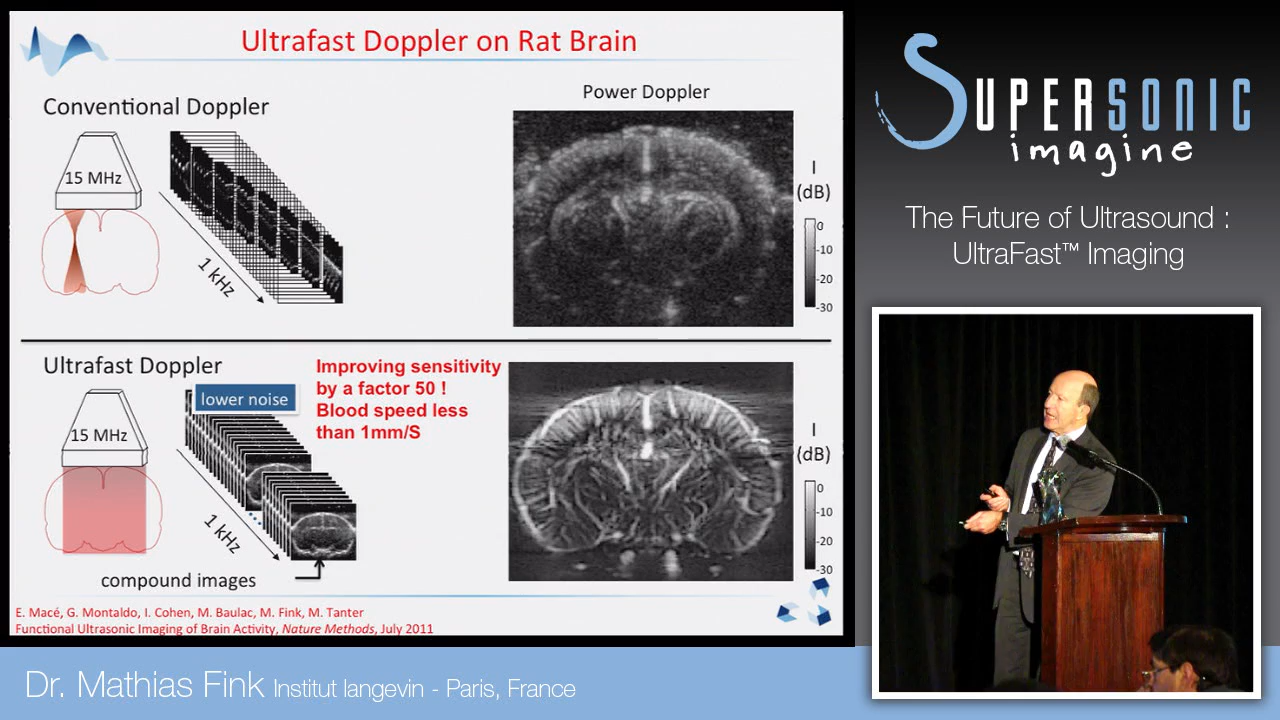 Ultrafast Doppler on Rat Brain
Conventional Doppler
15 MHz
1 kHz
Power Doppler
I
(dB)
0
-10
-20
-30
Ultrafast Doppler
lower noise
15 MHz
1 kHz
compound images
Improving sensitivity
by a factor 50 !
Blood speed less
than 1mm/S
I
(dB)
0
-10
-20
-30
E. Macé, G. Montaldo, I. Cohen, M. Baulac, M. Fink, M. Tanter
Functional Ultrasonic Imaging of Brain Activity, Nature Methods, July 2011
SUPERSONIC
imagine
The Future of Ultrasound :
UltraFast™ Imaging
Dr. Mathias Fink Institut langevin - Paris, France